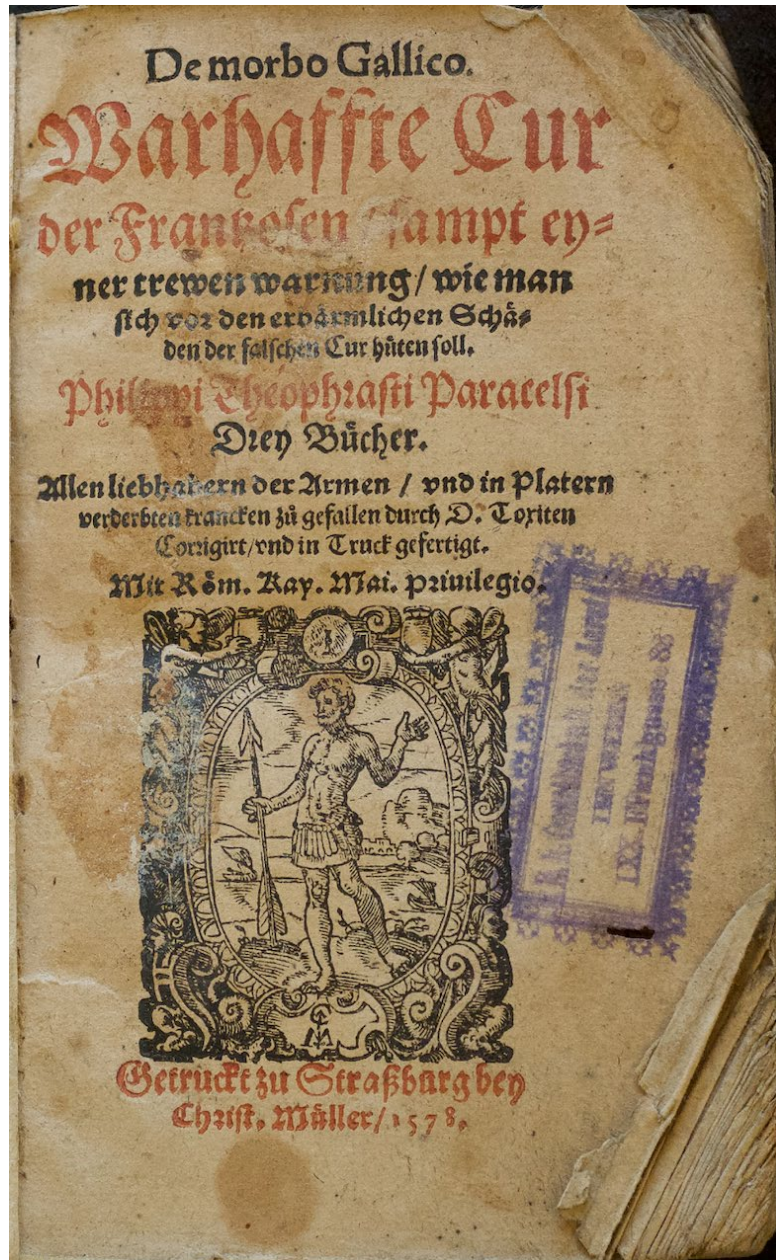 De morbo Gallico.
Warhaffte Cur
der Frantzosen / sampt ey⸗
ner trewen warnung / wie man
sich vor den erbärmlichen Schä⸗
den der falschen Cur hüten soll.
Philippi Theophrasti Paracelsi
Drey Bücher.
Allen liebhabern der Armen / vnd in Platern
verderbten krancken zů gefallen durch D. Toxiten
Corrigirt / vnd in Truck gefertigt.
Mit Röm. Kay. Mai. priuilegio.
Getruckt zu Straßburg bey
Christ. Müller / 1578.
IN WIEN